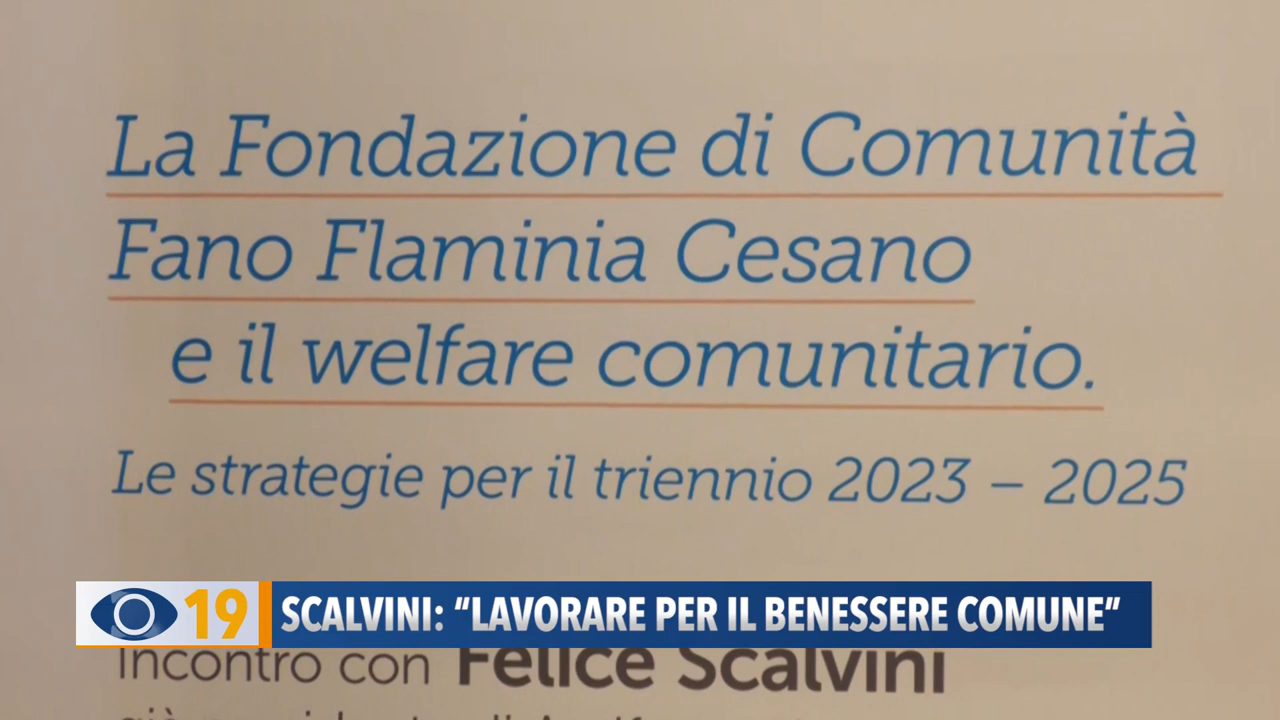 La Fondazione di Comunità
Fano Flaminia Cesano
e il welfare comunitario.
Le strategie per il triennio 2023 – 2025
19
SCALVINI: “LAVORARE PER IL BENESSERE COMUNE”
Incontro con Felice Scalvini